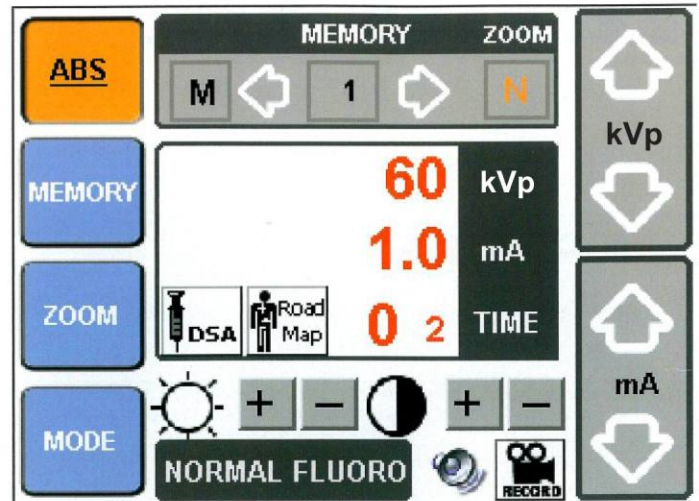 ABS
MEMORY ZOOM
M 1 N
kVp
MEMORY
60 kVp
1.0 mA
ZOOM
DSA
Road
Map
0 2 TIME
mA
+ − + −
MODE
NORMAL FLUORO
RECORD